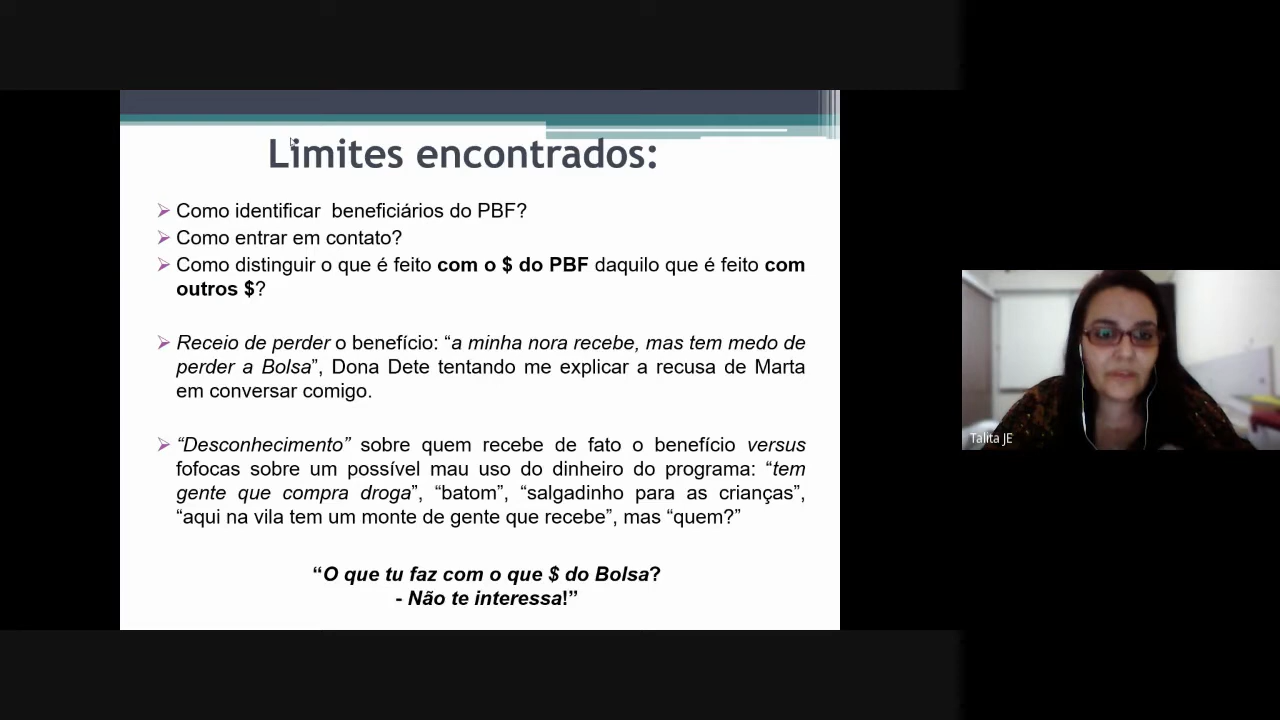 Limites encontrados:
Como identificar beneficiários do PBF?
Como entrar em contato?
Como distinguir o que é feito com o $ do PBF daquilo que é feito com
outros $?
Receio de perder o benefício: “a minha nora recebe, mas tem medo de
perder a Bolsa”, Dona Dete tentando me explicar a recusa de Marta
em conversar comigo.
“Desconhecimento” sobre quem recebe de fato o benefício versus
fofocas sobre um possível mau uso do dinheiro do programa: “tem
gente que compra droga”, “batom”, “salgadinho para as crianças”,
“aqui na vila tem um monte de gente que recebe”, mas “quem?”
“O que tu faz com o que $ do Bolsa?
- Não te interessa!”
Talita JE